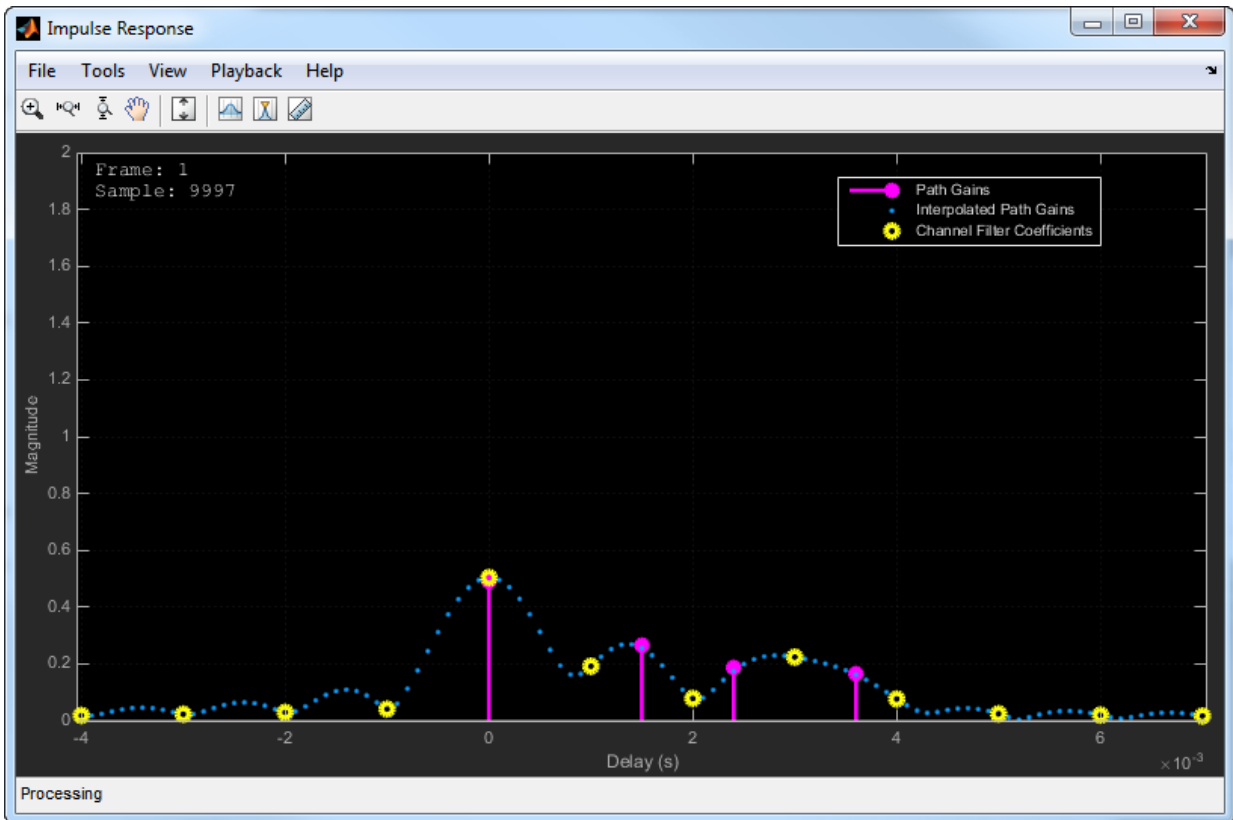 Impulse Response
File Tools View Playback Help
Frame: 1
Sample: 9997
Path Gains
Interpolated Path Gains
Channel Filter Coefficients
Magnitude
2
1.8
1.6
1.4
1.2
1
0.8
0.6
0.4
0.2
0
-4 -2 0 2 4 6
Delay (s)
×10⁻³
Processing